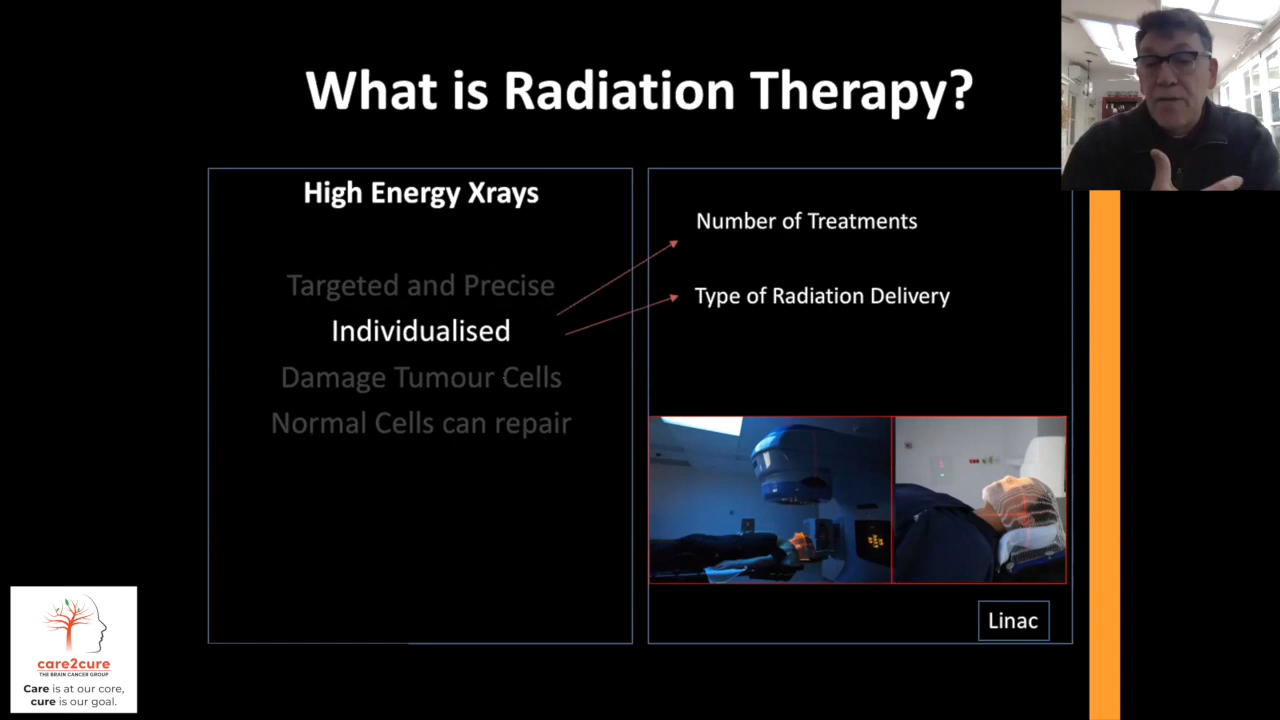 What is Radiation Therapy?
High Energy Xrays
Targeted and Precise
Individualised
Damage Tumour Cells
Normal Cells can repair
Number of Treatments
Type of Radiation Delivery
Linac
care2cure
THE BRAIN CANCER GROUP
Care is at our core,
cure is our goal.